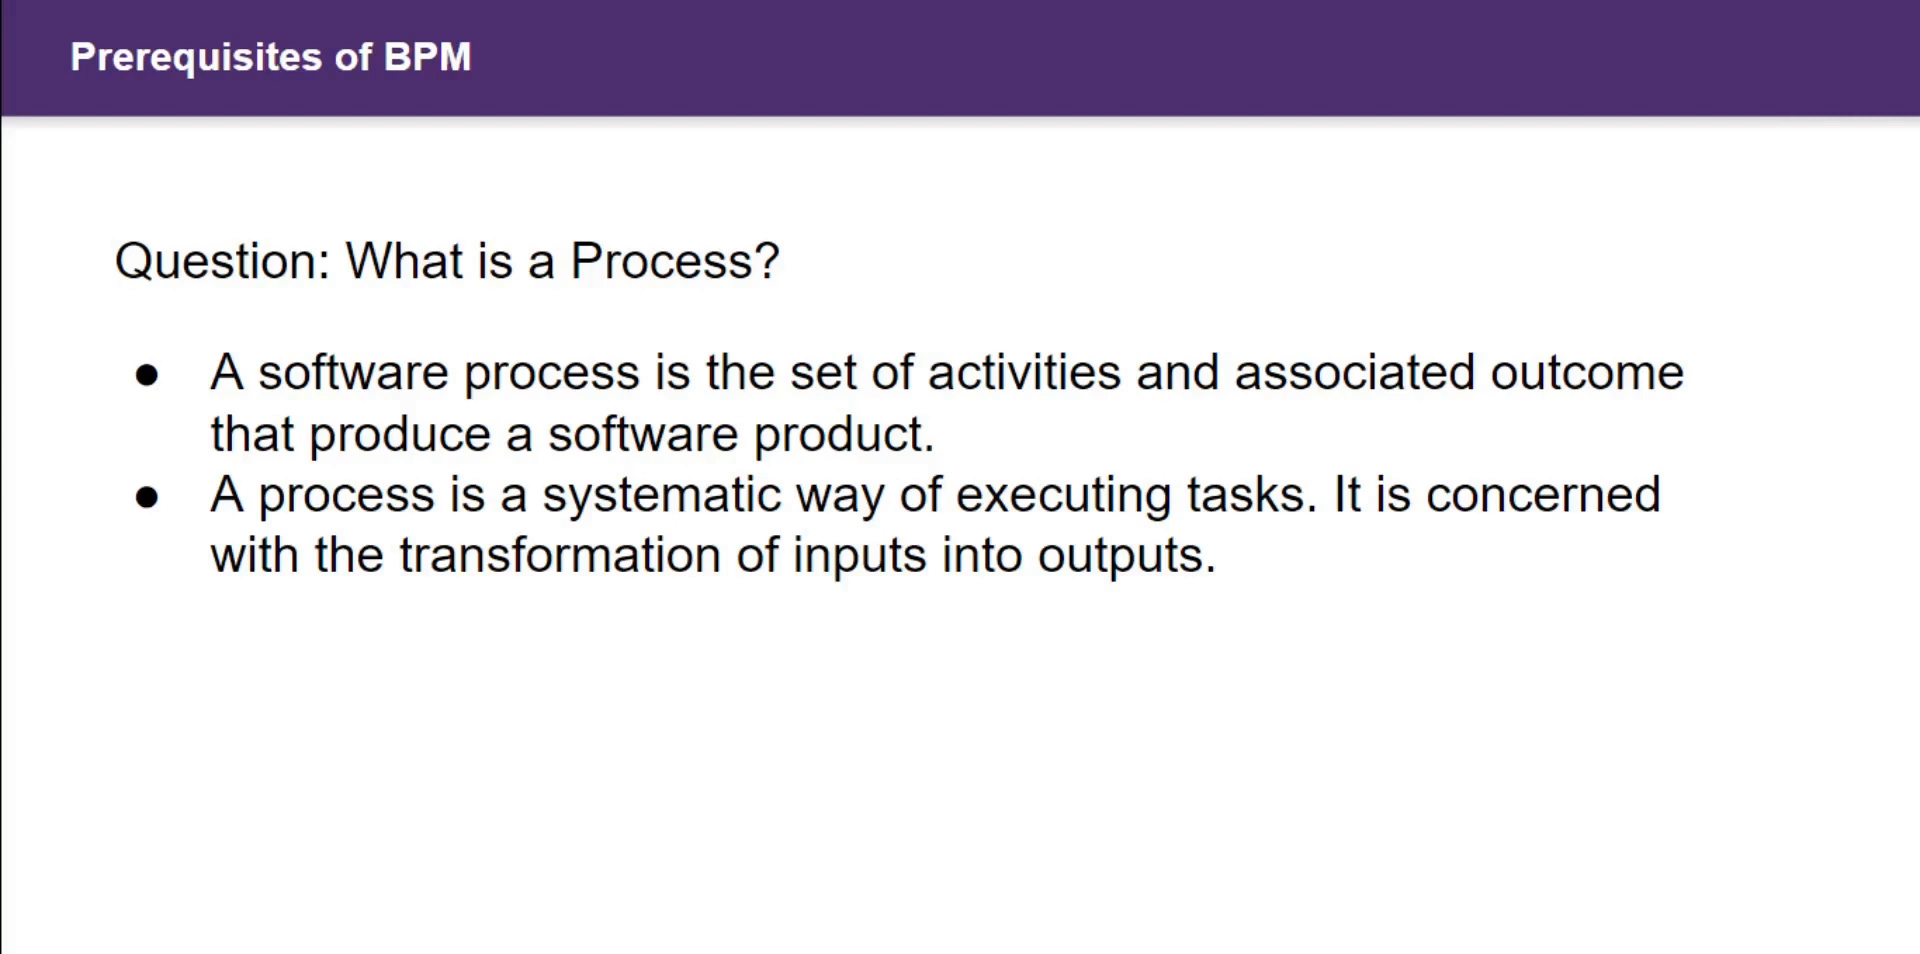 Prerequisites of BPM
Question: What is a Process?
● A software process is the set of activities and associated outcome
that produce a software product.
● A process is a systematic way of executing tasks. It is concerned
with the transformation of inputs into outputs.